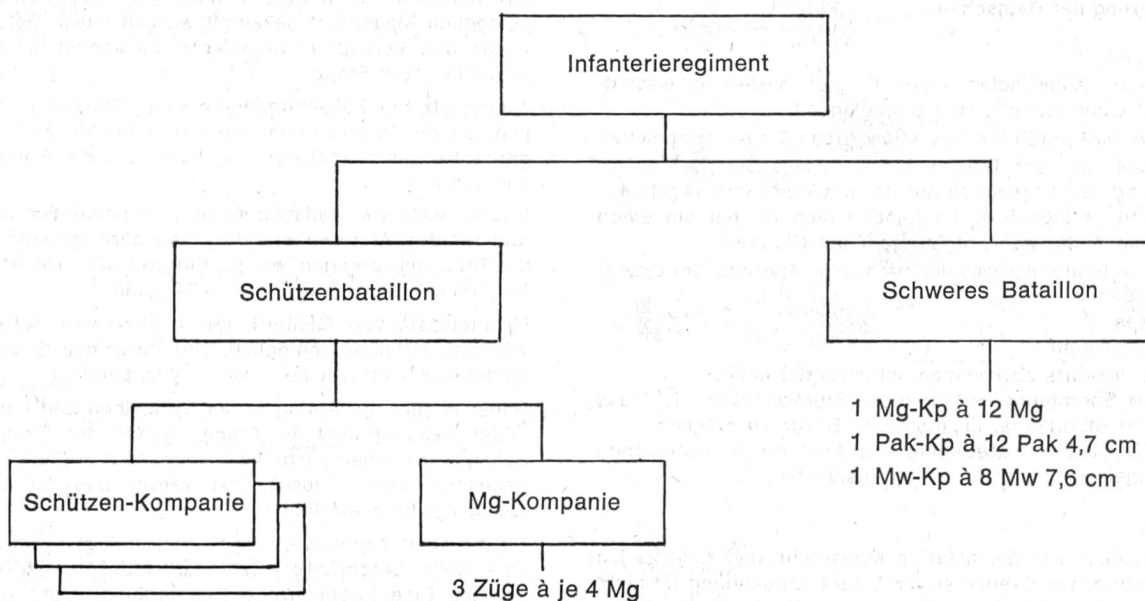 Infanterieregiment
Schützenbataillon
Schweres Bataillon
1 Mg-Kp à 12 Mg
1 Pak-Kp à 12 Pak 4,7 cm
1 Mw-Kp à 8 Mw 7,6 cm
Schützen-Kompanie
Mg-Kompanie
3 Züge à je 4 Mg